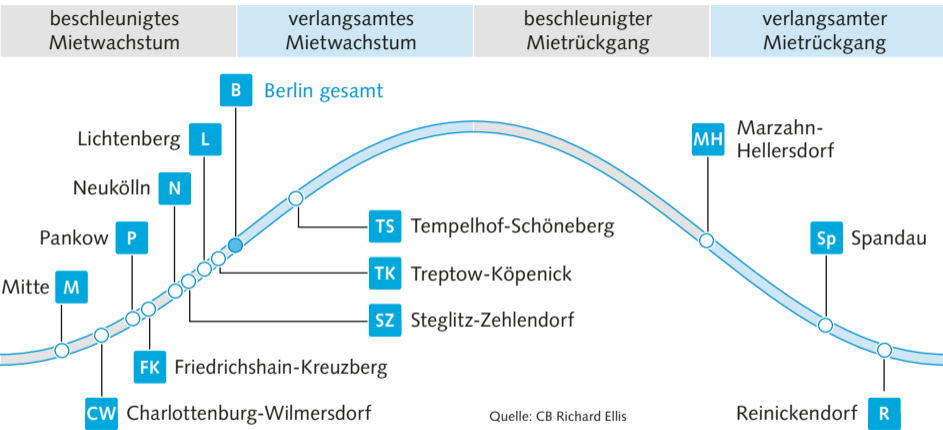 beschleunigtes
Mietwachstum
verlangsamtes
Mietwachstum
beschleunigter
Mietrückgang
verlangsamter
Mietrückgang
B Berlin gesamt
Lichtenberg L
MH Marzahn-
Hellersdorf
Neukölln N
TS Tempelhof-Schöneberg
Pankow P
Sp Spandau
TK Treptow-Köpenick
Mitte M
SZ Steglitz-Zehlendorf
FK Friedrichshain-Kreuzberg
CW Charlottenburg-Wilmersdorf
Quelle: CB Richard Ellis
Reinickendorf R